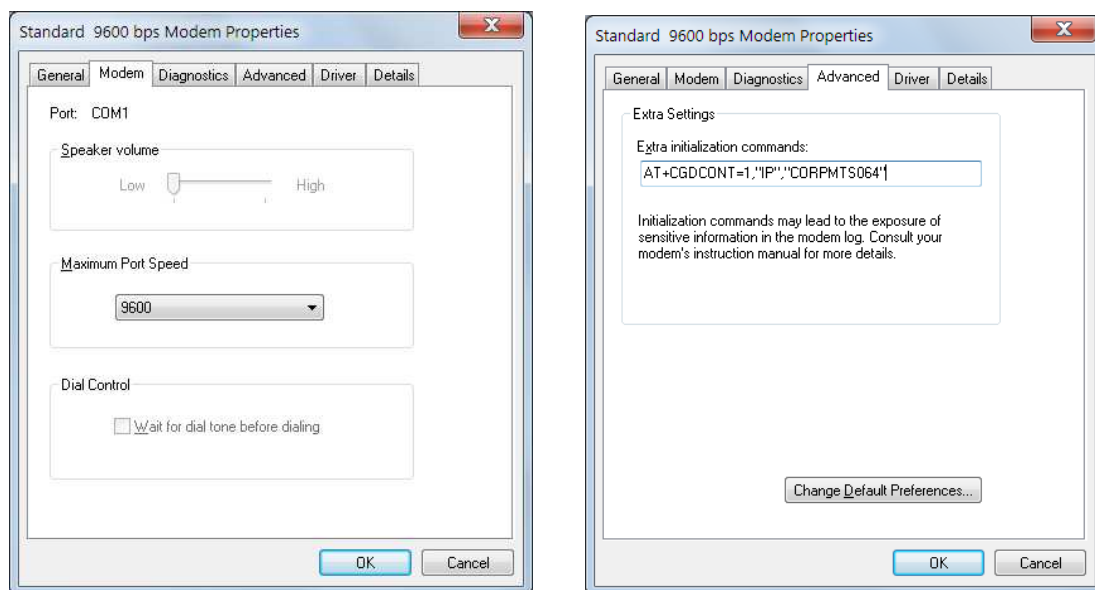 Standard 9600 bps Modem Properties
X
General Modem Diagnostics Advanced Driver Details
Port: COM1
Speaker volume
Low High
Maximum Port Speed
9600
Dial Control
Wait for dial tone before dialing
OK Cancel
Standard 9600 bps Modem Properties
X
General Modem Diagnostics Advanced Driver Details
Extra Settings
Extra initialization commands:
AT+CGDCONT=1,"IP","CORPMTS064"
Initialization commands may lead to the exposure of
sensitive information in the modem log. Consult your
modem's instruction manual for more details.
Change Default Preferences...
OK Cancel